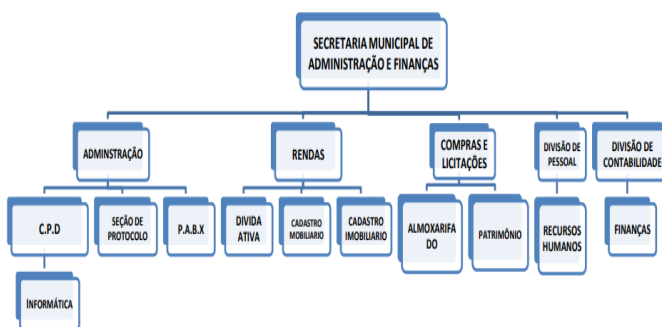 SECRETARIA MUNICIPAL DE
ADMINISTRAÇÃO E FINANÇAS
ADMINSTRAÇÃO
RENDAS
COMPRAS E
LICITAÇÕES
DIVISÃO DE
PESSOAL
DIVISÃO DE
CONTABILIDADE
C.P.D
SEÇÃO DE
PROTOCOLO
P.A.B.X
DIVIDA
ATIVA
CADASTRO
MOBILIARIO
CADASTRO
IMOBILIARIO
ALMOXARIFA
DO
PATRIMÔNIO
RECURSOS
HUMANOS
FINANÇAS
INFORMÁTICA